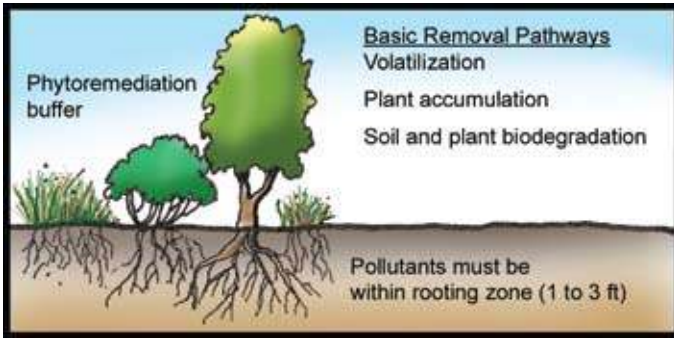 Phytoremediation
buffer
Basic Removal Pathways
Volatilization
Plant accumulation
Soil and plant biodegradation
Pollutants must be
within rooting zone (1 to 3 ft)